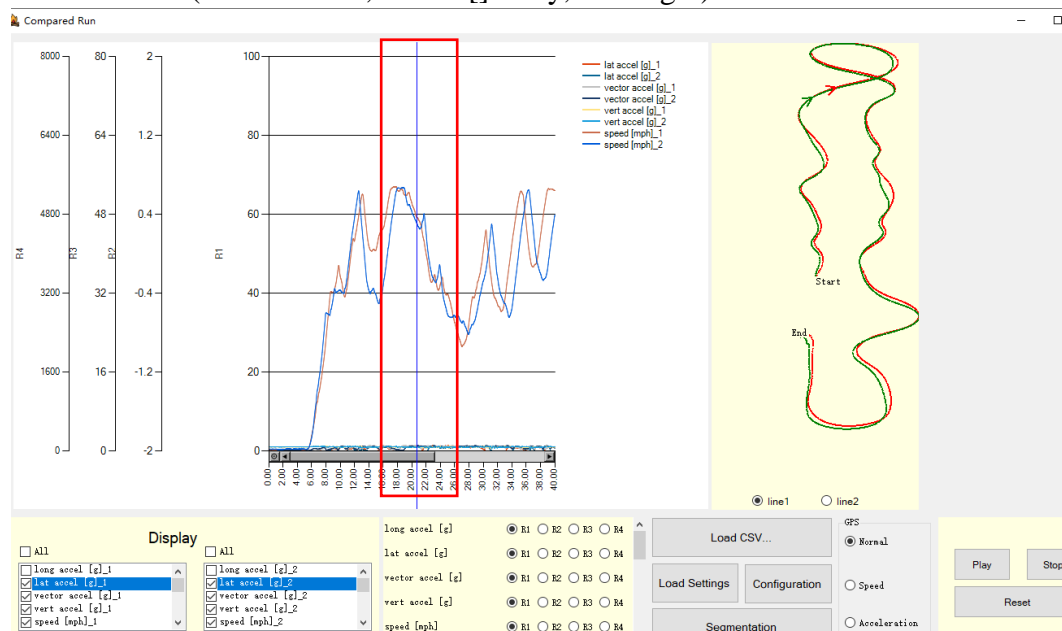 Compared Run
8000 80 2 100
6400 64 1.2 80
4800 48 0.4 60
R4 R3 R2 R1
3200 32 -0.4 40
1600 16 -1.2 20
0 0 -2 0
0.00 2.00 4.00 6.00 8.00 10.00 12.00 14.00 16.00 18.00 20.00 22.00 24.00 26.00 28.00 30.00 32.00 34.00 36.00 38.00 40.00
lat accel [g]_1
lat accel [g]_2
vector accel [g]_1
vector accel [g]_2
vert accel [g]_1
vert accel [g]_2
speed [mph]_1
speed [mph]_2
Start
End
line1 line2
Display
All All
long accel [g]_1
lat accel [g]_1
vector accel [g]_1
vert accel [g]_1
speed [mph]_1
long accel [g]_2
lat accel [g]_2
vector accel [g]_2
vert accel [g]_2
speed [mph]_2
long accel [g] R1 R2 R3 R4
lat accel [g] R1 R2 R3 R4
vector accel [g] R1 R2 R3 R4
vert accel [g] R1 R2 R3 R4
speed [mph] R1 R2 R3 R4
Load CSV...
Load Settings Configuration
Segmentation
GPS
Normal
Speed
Acceleration
Play Stop
Reset